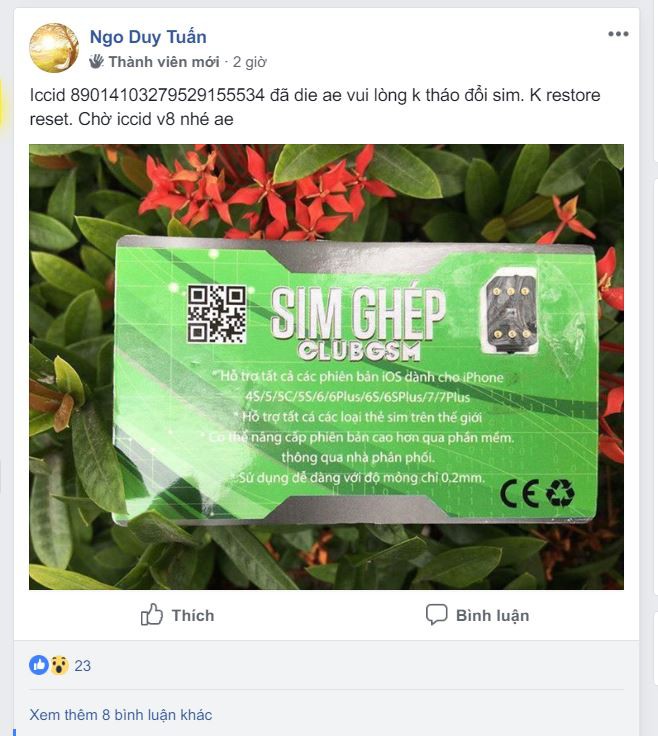 Ngo Duy Tuấn
Thành viên mới · 2 giờ
Iccid 89014103279529155534 đã die ae vui lòng k tháo đổi sim. K restore
reset. Chờ iccid v8 nhé ae
SIM GHÉP
CLUBGSM
* Hỗ trợ tất cả các phiên bản iOS dành cho iPhone
4S/5/5C/5S/6/6Plus/6S/6SPlus/7/7Plus
* Hỗ trợ tất cả các loại thẻ sim trên thế giới
* Có thể nâng cấp phiên bản cao hơn qua phần mềm.
thông qua nhà phân phối.
* Sử dụng dễ dàng với độ mỏng chỉ 0,2mm.
CE
Thích
Bình luận
23
Xem thêm 8 bình luận khác